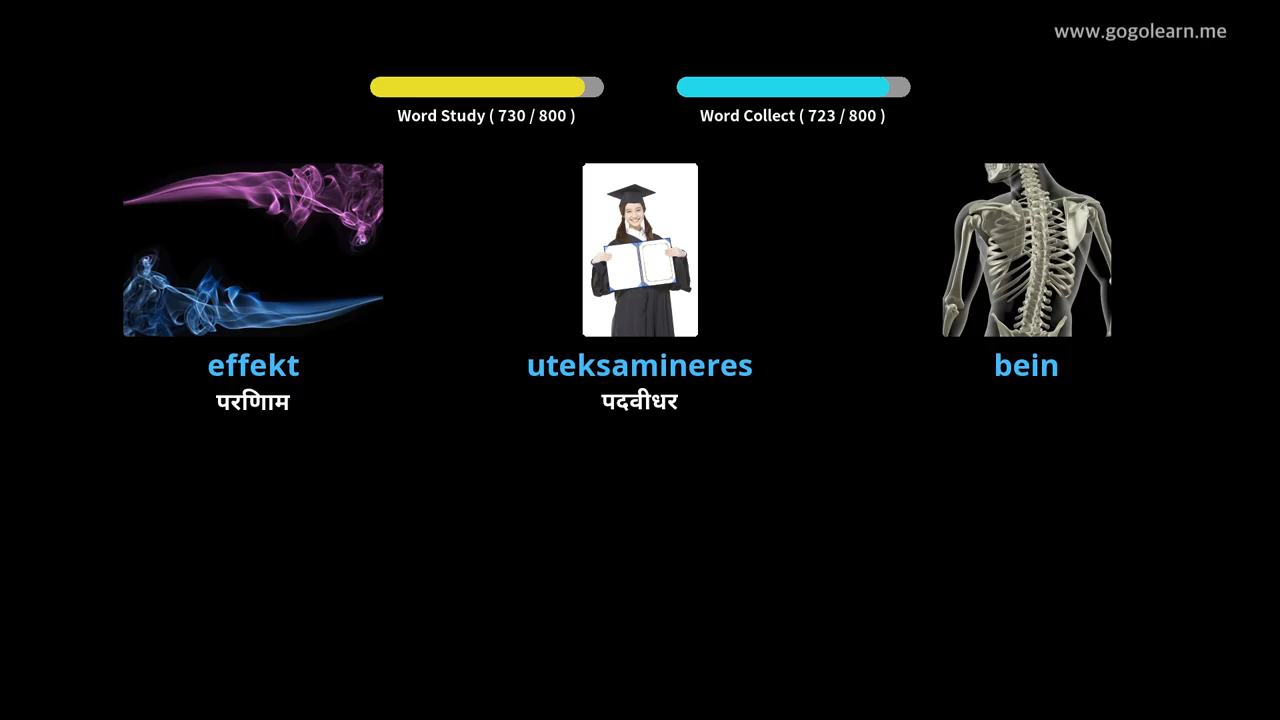 www.gogolearn.me
Word Study ( 730 / 800 )
Word Collect ( 723 / 800 )
effekt
uteksamineres
bein
परिणाम
पदवीधर